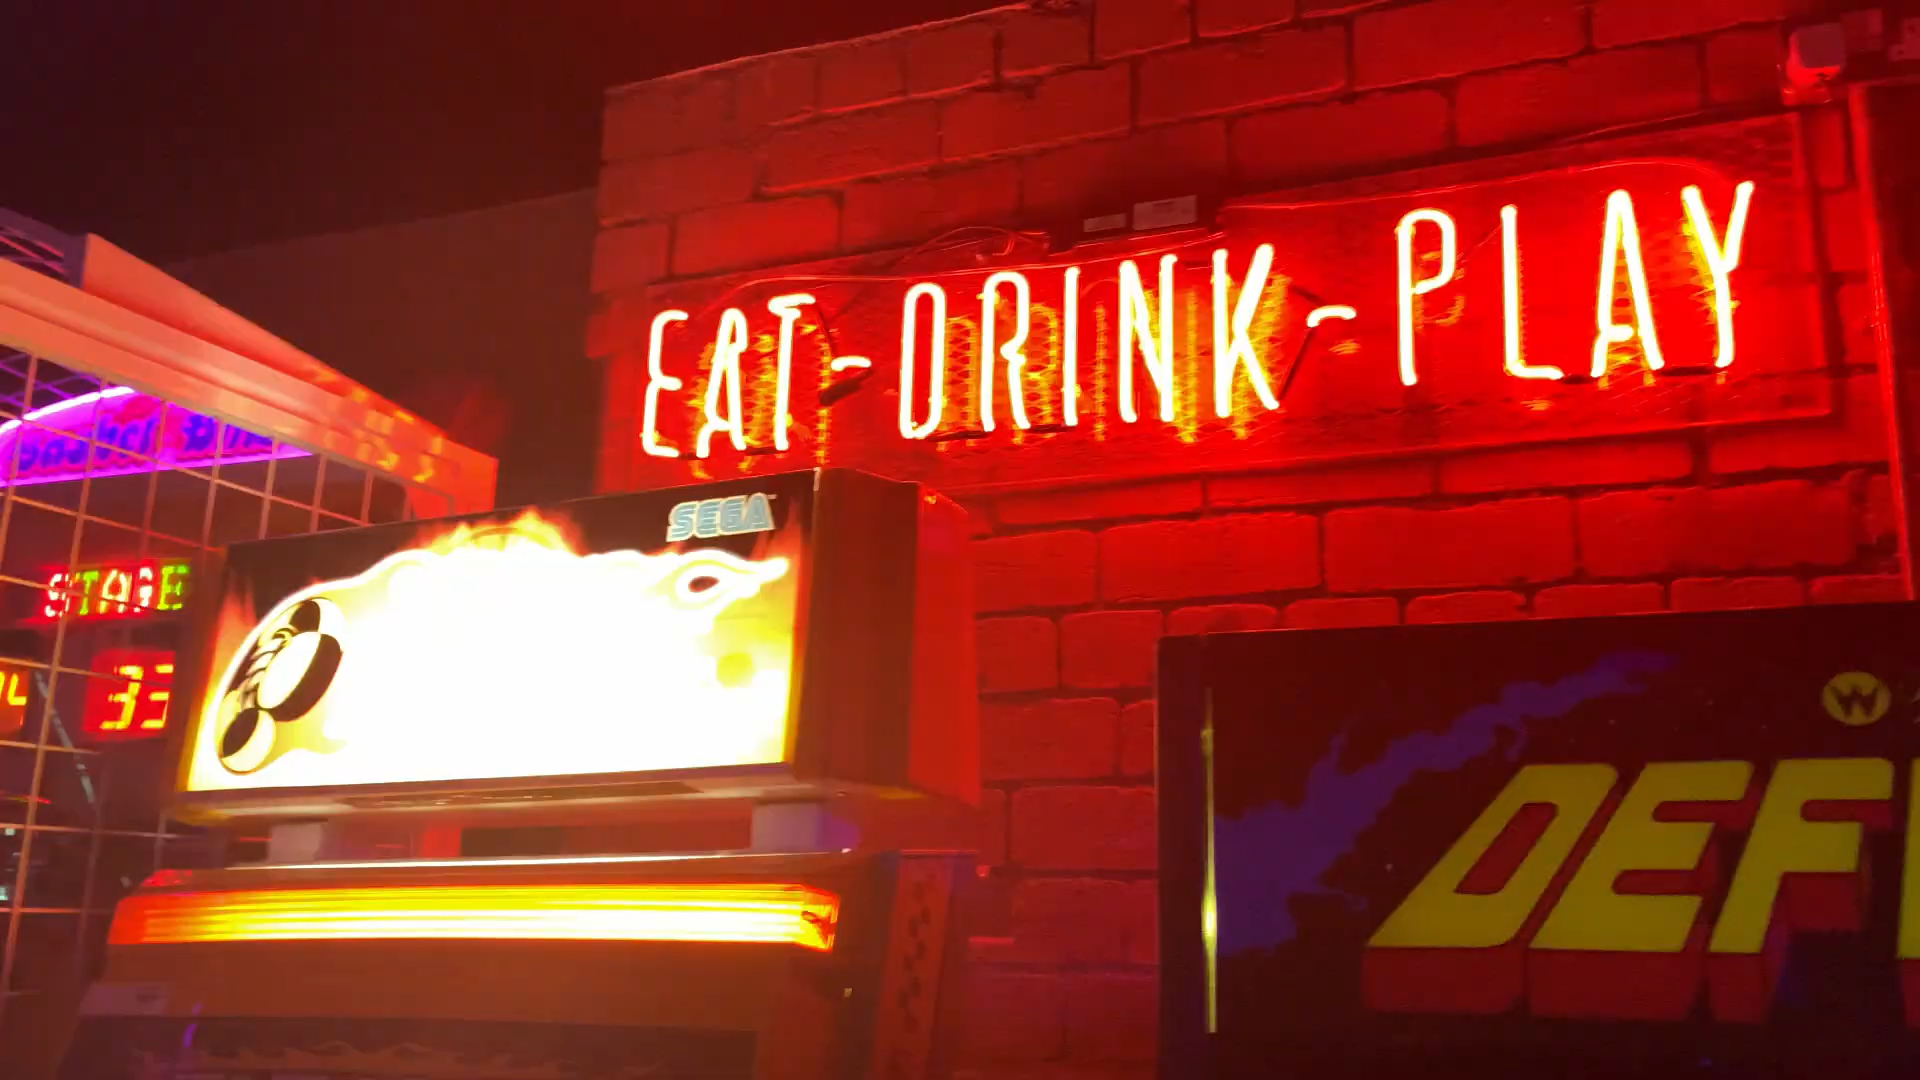 EAT-DRINK-PLAY
SEGA
STAGE
33
W
DEF